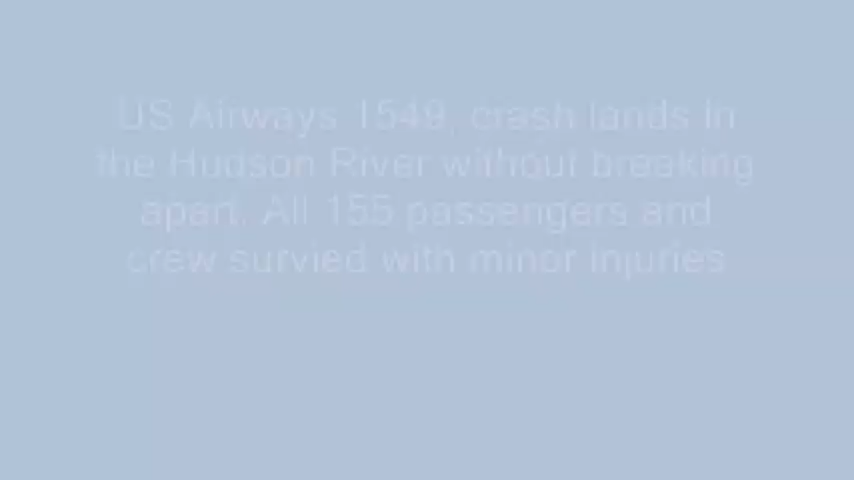 US Airways 1549, crash lands in
the Hudson River without breaking
apart. All 155 passengers and
crew survied with minor injuries